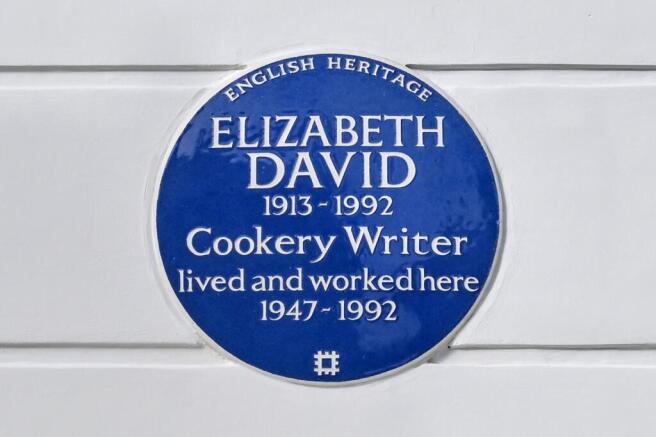 ENGLISH HERITAGE
ELIZABETH
DAVID
1913-1992
Cookery Writer
lived and worked here
1947-1992